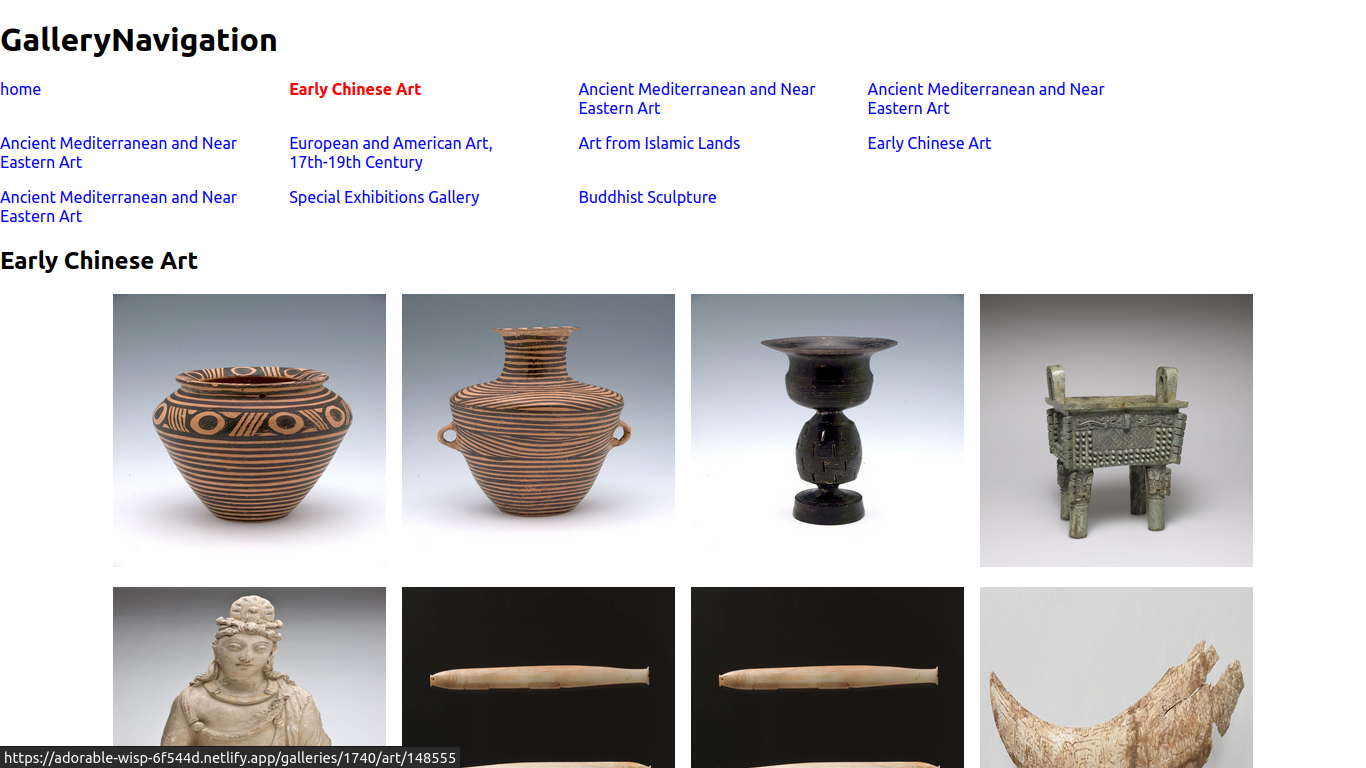 GalleryNavigation
home
Early Chinese Art
Ancient Mediterranean and Near
Eastern Art
Ancient Mediterranean and Near
Eastern Art
Ancient Mediterranean and Near
Eastern Art
European and American Art,
17th-19th Century
Art from Islamic Lands
Early Chinese Art
Ancient Mediterranean and Near
Eastern Art
Special Exhibitions Gallery
Buddhist Sculpture
Early Chinese Art
https://adorable-wisp-6f544d.netlify.app/galleries/1740/art/148555